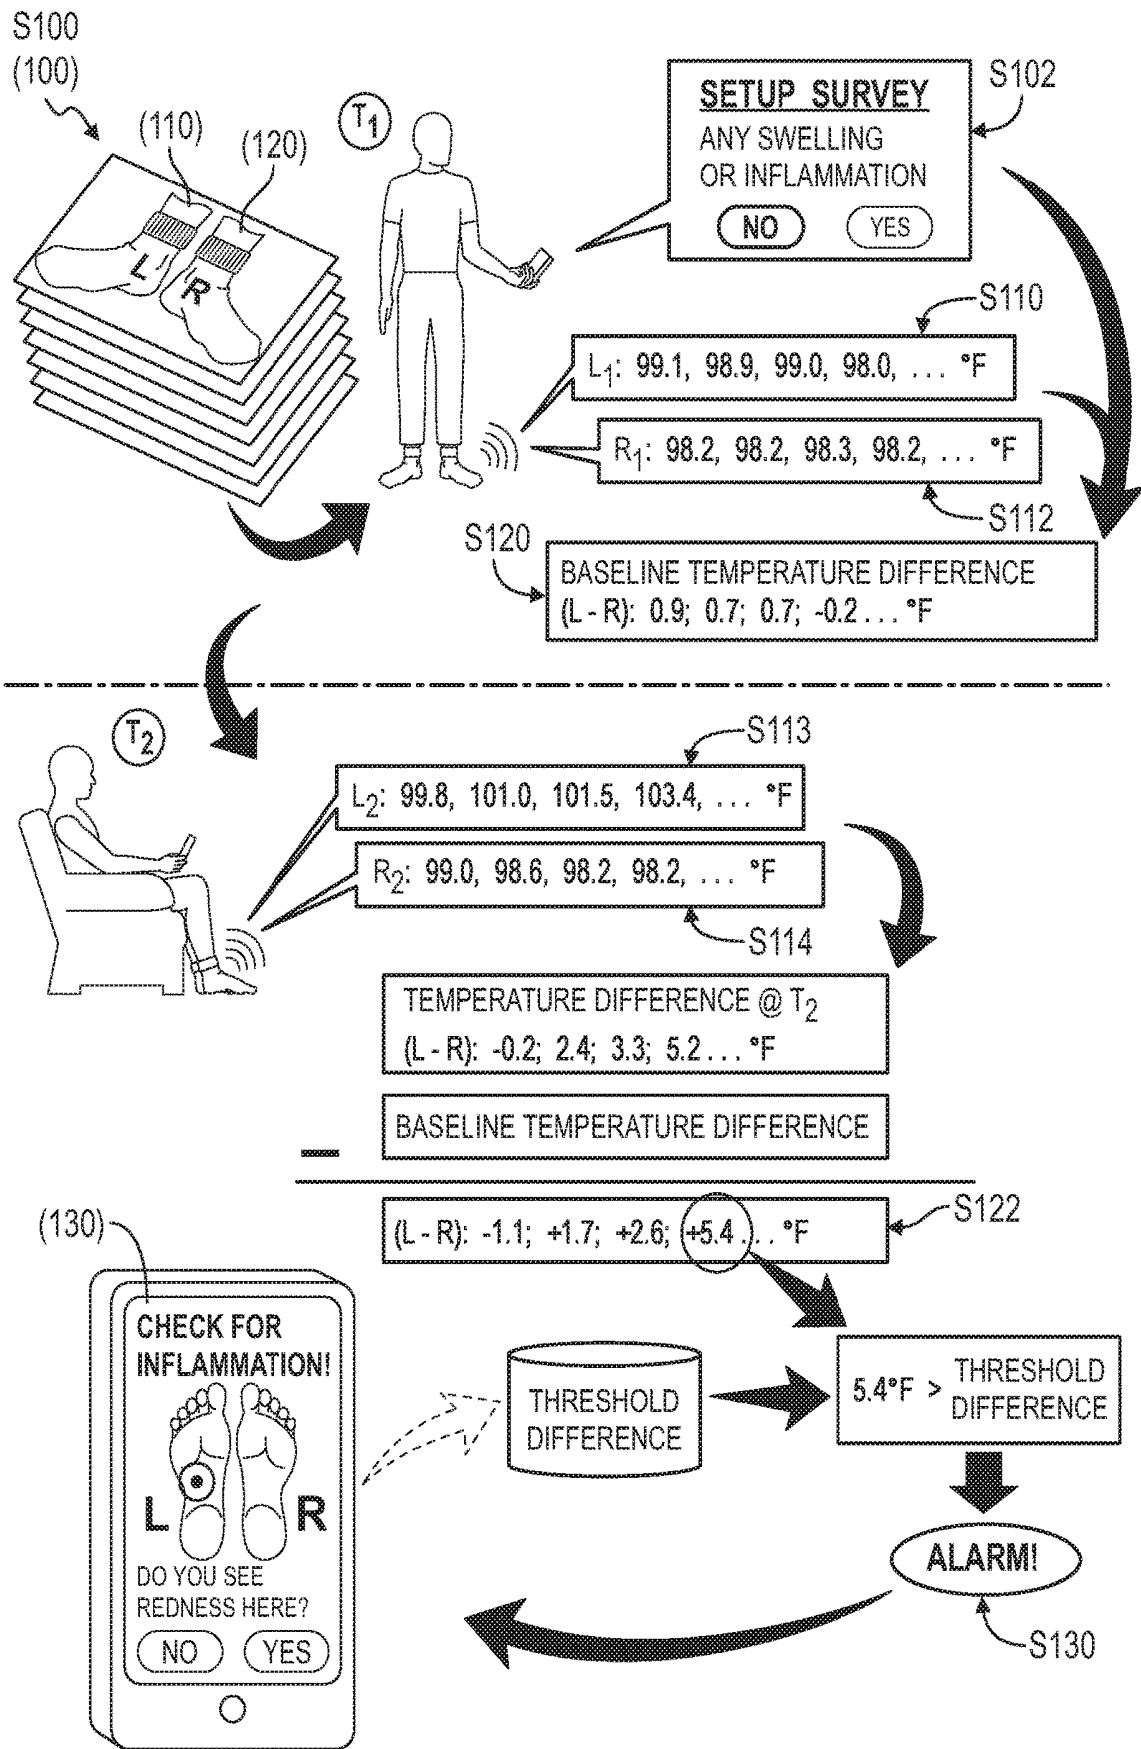 S100
(100)
(110)
(120)
L
R
T1
SETUP SURVEY
ANY SWELLING
OR INFLAMMATION
NO
YES
S102
S110
L1: 99.1, 98.9, 99.0, 98.0, ... °F
R1: 98.2, 98.2, 98.3, 98.2, ... °F
S112
S120
BASELINE TEMPERATURE DIFFERENCE
(L - R): 0.9; 0.7; 0.7; -0.2... °F
T2
S113
L2: 99.8, 101.0, 101.5, 103.4, ... °F
R2: 99.0, 98.6, 98.2, 98.2, ... °F
S114
TEMPERATURE DIFFERENCE @ T2
(L - R): -0.2; 2.4; 3.3; 5.2... °F
BASELINE TEMPERATURE DIFFERENCE
(L - R): -1.1; +1.7; +2.6; +5.4... °F
S122
(130)
CHECK FOR
INFLAMMATION!
L
R
DO YOU SEE
REDNESS HERE?
NO
YES
THRESHOLD
DIFFERENCE
5.4°F > THRESHOLD
DIFFERENCE
ALARM!
S130